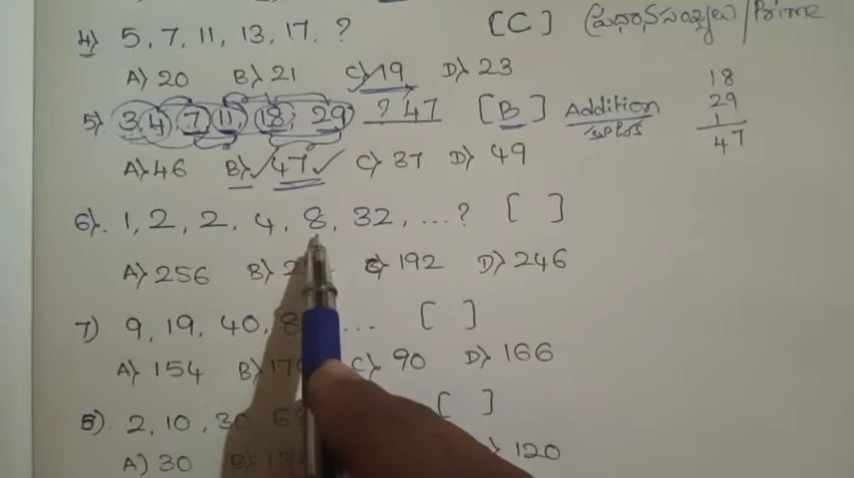 4) 5, 7, 11, 13, 17, ? [C] ప్రధానసంఖ్యలు / Prime
A) 20 B) 21 C) 19 D) 23
5) 3, 4, 7, 11, 18, 29 ? 47 [B] Addition
18
29
1
47
A) 46 B) 47 C) 37 D) 49
6) 1, 2, 2, 4, 8, 32, ...? [ ]
A) 256 B) C) 192 D) 246
7) 9, 19, 40, ... [ ]
A) 154 B) C) 90 D) 166
8) 2, 10, [ ]
A) 30 B) 120